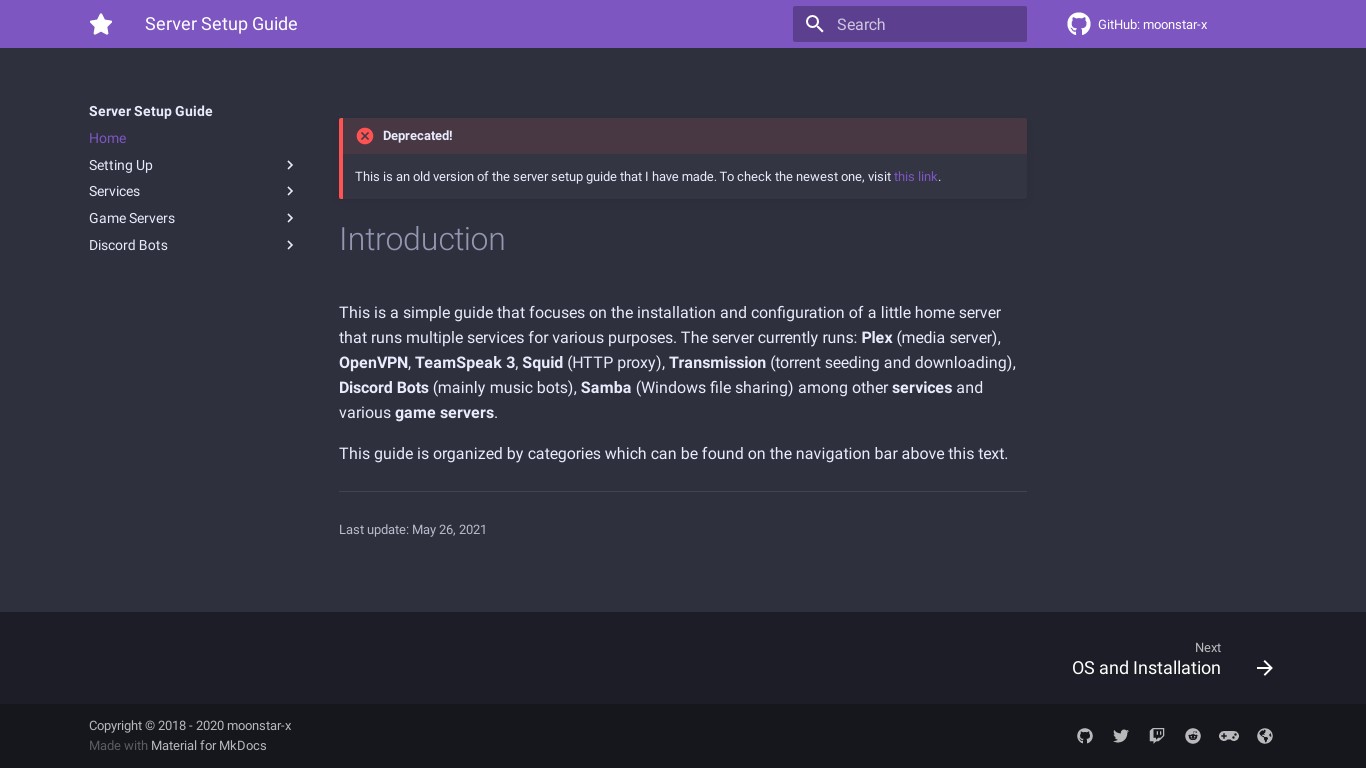 Server Setup Guide
Search
GitHub: moonstar-x
Server Setup Guide
Home
Setting Up
Services
Game Servers
Discord Bots
Deprecated!
This is an old version of the server setup guide that I have made. To check the newest one, visit this link.
Introduction
This is a simple guide that focuses on the installation and configuration of a little home server
that runs multiple services for various purposes. The server currently runs: Plex (media server),
OpenVPN, TeamSpeak 3, Squid (HTTP proxy), Transmission (torrent seeding and downloading),
Discord Bots (mainly music bots), Samba (Windows file sharing) among other services and
various game servers.
This guide is organized by categories which can be found on the navigation bar above this text.
Last update: May 26, 2021
Next
OS and Installation
Copyright © 2018 - 2020 moonstar-x
Made with Material for MkDocs